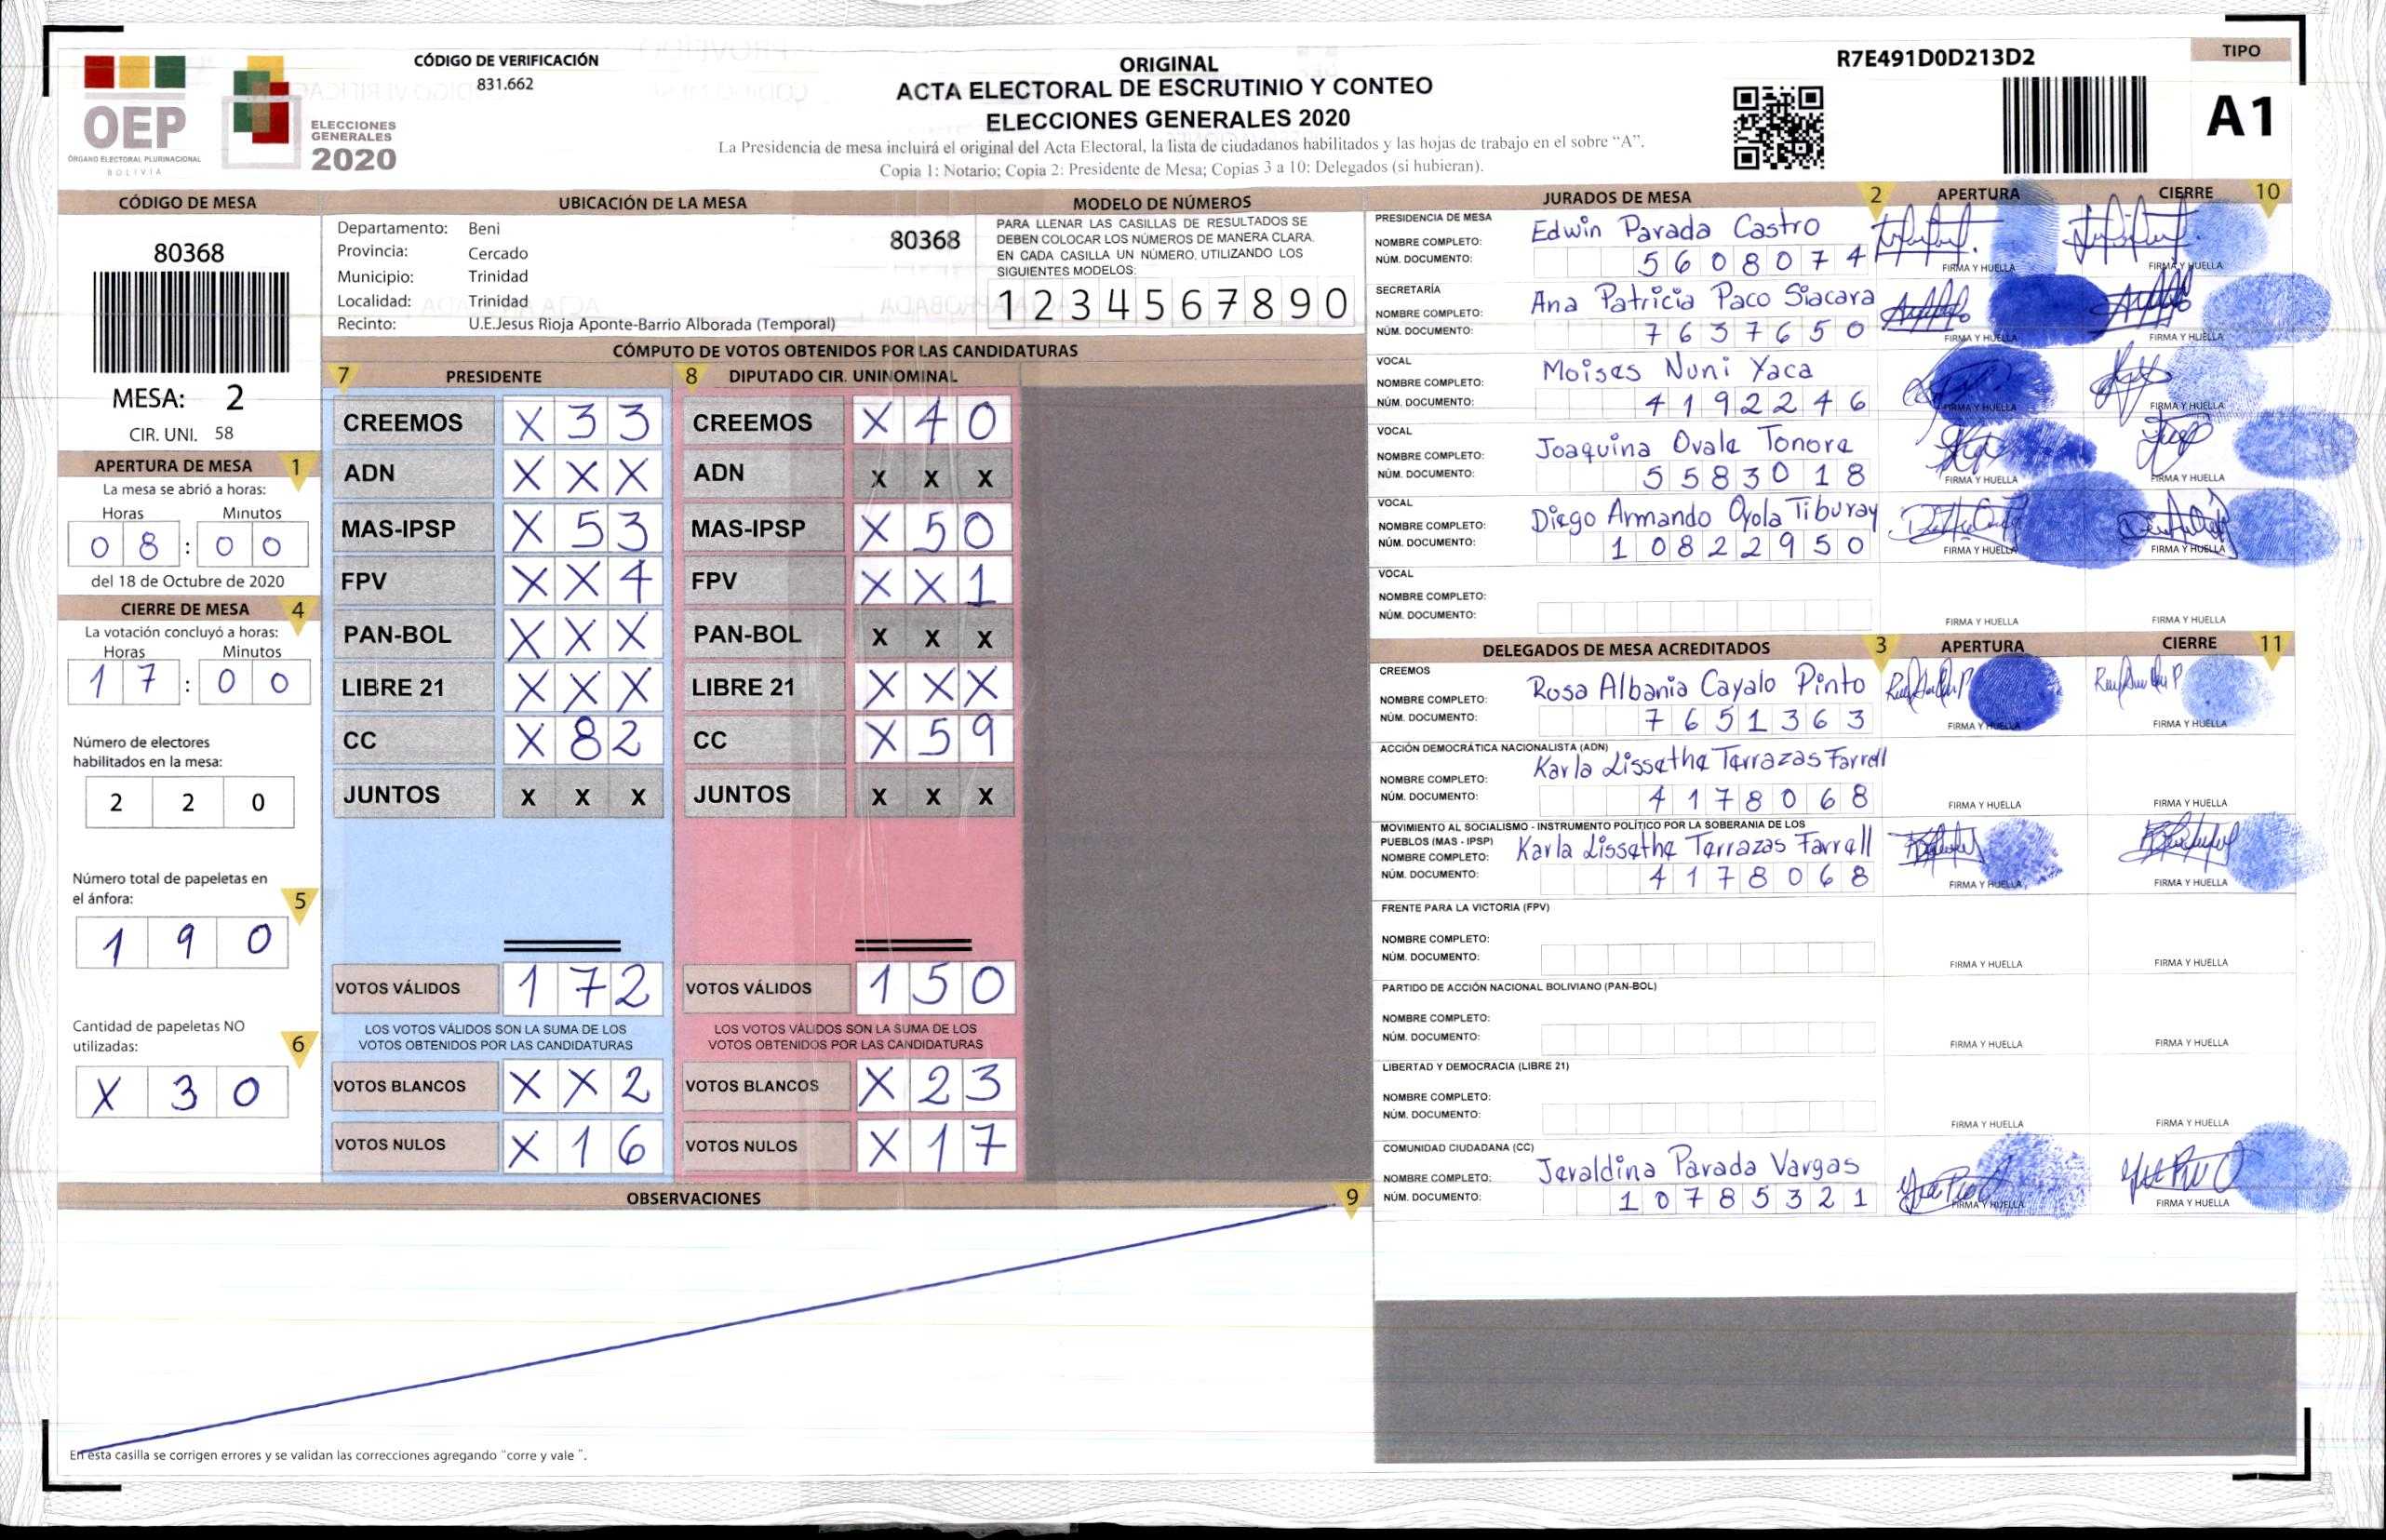 OEP
ÓRGANO ELECTORAL PLURINACIONAL
BOLIVIA
ELECCIONES
GENERALES
2020
CÓDIGO DE VERIFICACIÓN
831.662
ORIGINAL
ACTA ELECTORAL DE ESCRUTINIO Y CONTEO
ELECCIONES GENERALES 2020
La Presidencia de mesa incluirá el original del Acta Electoral, la lista de ciudadanos habilitados y las hojas de trabajo en el sobre “A”.
Copia 1: Notario; Copia 2: Presidente de Mesa; Copias 3 a 10: Delegados (si hubieran).
R7E491D0D213D2
TIPO
A1
CÓDIGO DE MESA
80368
MESA: 2
CIR. UNI. 58
APERTURA DE MESA 1
La mesa se abrió a horas:
Horas Minutos
0 8 : 0 0
del 18 de Octubre de 2020
CIERRE DE MESA 4
La votación concluyó a horas:
Horas Minutos
1 7 : 0 0
Número de electores
habilitados en la mesa:
2 2 0
Número total de papeletas en
el ánfora: 5
1 9 0
Cantidad de papeletas NO
utilizadas: 6
X 3 0
UBICACIÓN DE LA MESA
Departamento: Beni
Provincia: Cercado
Municipio: Trinidad
Localidad: Trinidad
Recinto: U.E.Jesus Rioja Aponte-Barrio Alborada (Temporal)
80368
MODELO DE NÚMEROS
PARA LLENAR LAS CASILLAS DE RESULTADOS SE
DEBEN COLOCAR LOS NÚMEROS DE MANERA CLARA.
EN CADA CASILLA UN NÚMERO, UTILIZANDO LOS
SIGUIENTES MODELOS:
1 2 3 4 5 6 7 8 9 0
CÓMPUTO DE VOTOS OBTENIDOS POR LAS CANDIDATURAS
7 PRESIDENTE 8 DIPUTADO CIR. UNINOMINAL
CREEMOS X 3 3 CREEMOS X 4 0
ADN X X X ADN X X X
MAS-IPSP X 5 3 MAS-IPSP X 5 0
FPV X X 4 FPV X X 1
PAN-BOL X X X PAN-BOL X X X
LIBRE 21 X X X LIBRE 21 X X X
CC X 8 2 CC X 5 9
JUNTOS X X X JUNTOS X X X
VOTOS VÁLIDOS 1 7 2 VOTOS VÁLIDOS 1 5 0
LOS VOTOS VÁLIDOS SON LA SUMA DE LOS LOS VOTOS VÁLIDOS SON LA SUMA DE LOS
VOTOS OBTENIDOS POR LAS CANDIDATURAS VOTOS OBTENIDOS POR LAS CANDIDATURAS
VOTOS BLANCOS X X 2 VOTOS BLANCOS X 2 3
VOTOS NULOS X 1 6 VOTOS NULOS X 1 7
OBSERVACIONES 9
En esta casilla se corrigen errores y se validan las correcciones agregando "corre y vale ".
JURADOS DE MESA 2 APERTURA CIERRE 10
PRESIDENCIA DE MESA
NOMBRE COMPLETO: Edwin Parada Castro
NÚM. DOCUMENTO: 5 6 0 8 0 7 4 FIRMA Y HUELLA FIRMA Y HUELLA
SECRETARÍA
NOMBRE COMPLETO: Ana Patricia Paco Siacara
NÚM. DOCUMENTO: 7 6 3 7 6 5 0 FIRMA Y HUELLA FIRMA Y HUELLA
VOCAL
NOMBRE COMPLETO: Moises Nuni Yaca
NÚM. DOCUMENTO: 4 1 9 2 2 4 6 FIRMA Y HUELLA FIRMA Y HUELLA
VOCAL
NOMBRE COMPLETO: Joaquina Ovale Tonore
NÚM. DOCUMENTO: 5 5 8 3 0 1 8 FIRMA Y HUELLA FIRMA Y HUELLA
VOCAL
NOMBRE COMPLETO: Diego Armando Oyola Tiburay
NÚM. DOCUMENTO: 1 0 8 2 2 9 5 0 FIRMA Y HUELLA FIRMA Y HUELLA
VOCAL
NOMBRE COMPLETO:
NÚM. DOCUMENTO: FIRMA Y HUELLA FIRMA Y HUELLA
DELEGADOS DE MESA ACREDITADOS 3 APERTURA CIERRE 11
CREEMOS
NOMBRE COMPLETO: Rosa Albania Cayalo Pinto
NÚM. DOCUMENTO: 7 6 5 1 3 6 3 FIRMA Y HUELLA FIRMA Y HUELLA
ACCIÓN DEMOCRÁTICA NACIONALISTA (ADN)
NOMBRE COMPLETO: Karla Lissethe Terrazas Farrell
NÚM. DOCUMENTO: 4 1 7 8 0 6 8 FIRMA Y HUELLA FIRMA Y HUELLA
MOVIMIENTO AL SOCIALISMO - INSTRUMENTO POLÍTICO POR LA SOBERANIA DE LOS
PUEBLOS (MAS - IPSP)
NOMBRE COMPLETO: Karla Lissethe Terrazas Farrell
NÚM. DOCUMENTO: 4 1 7 8 0 6 8 FIRMA Y HUELLA FIRMA Y HUELLA
FRENTE PARA LA VICTORIA (FPV)
NOMBRE COMPLETO:
NÚM. DOCUMENTO: FIRMA Y HUELLA FIRMA Y HUELLA
PARTIDO DE ACCIÓN NACIONAL BOLIVIANO (PAN-BOL)
NOMBRE COMPLETO:
NÚM. DOCUMENTO: FIRMA Y HUELLA FIRMA Y HUELLA
LIBERTAD Y DEMOCRACIA (LIBRE 21)
NOMBRE COMPLETO:
NÚM. DOCUMENTO: FIRMA Y HUELLA FIRMA Y HUELLA
COMUNIDAD CIUDADANA (CC)
NOMBRE COMPLETO: Jeraldina Parada Vargas
NÚM. DOCUMENTO: 1 0 7 8 5 3 2 1 FIRMA Y HUELLA FIRMA Y HUELLA